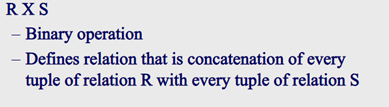 R X S
– Binary operation
– Defines relation that is concatenation of every
tuple of relation R with every tuple of relation S